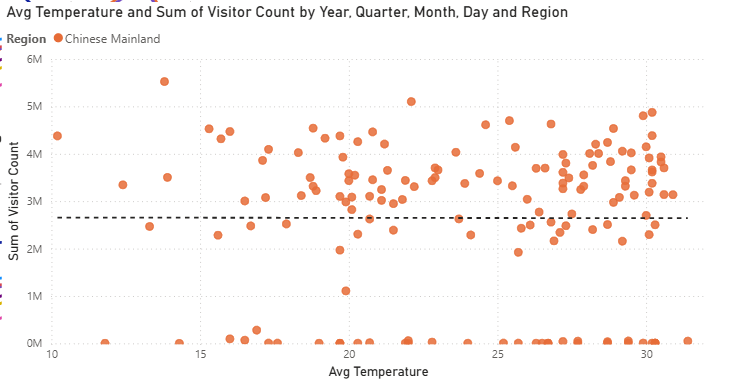 Avg Temperature and Sum of Visitor Count by Year, Quarter, Month, Day and Region
Region Chinese Mainland
6M
5M
4M
3M
2M
1M
0M
Sum of Visitor Count
10 15 20 25 30
Avg Temperature